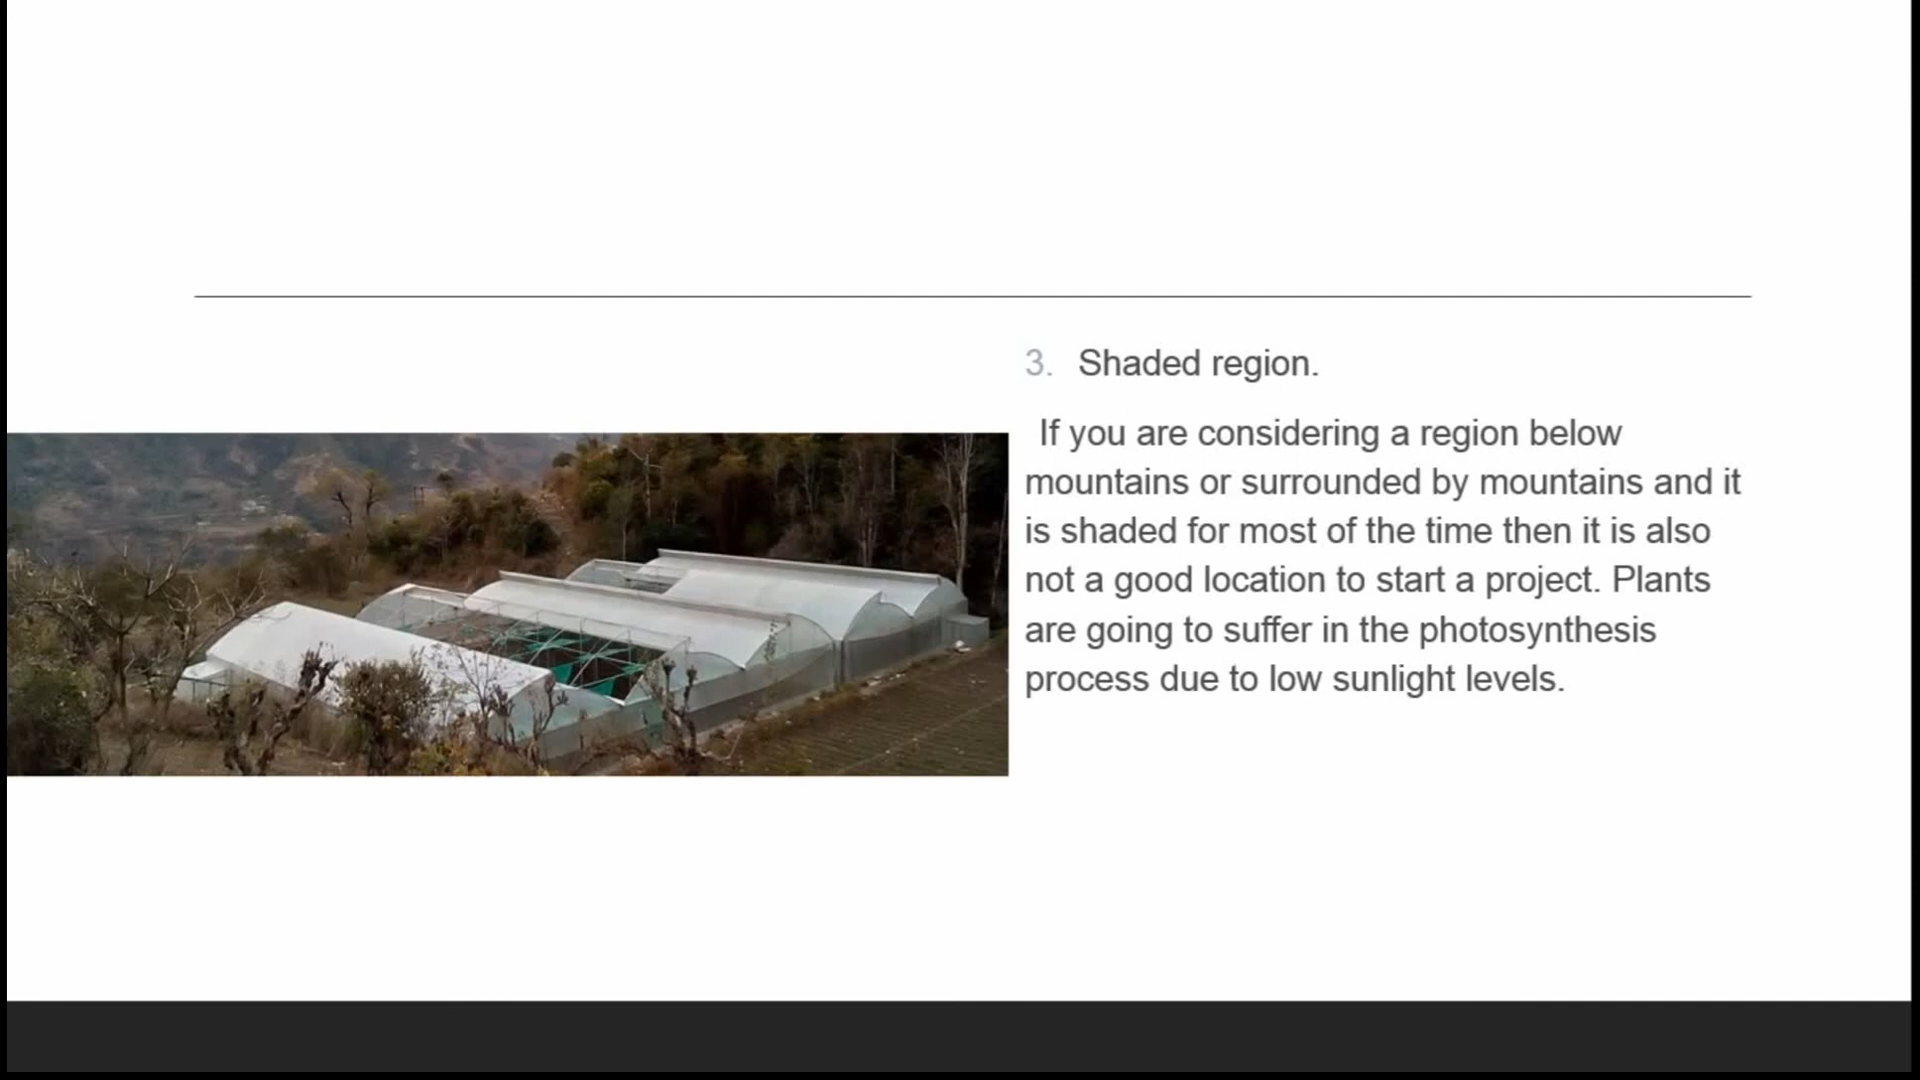 3. Shaded region.
If you are considering a region below
mountains or surrounded by mountains and it
is shaded for most of the time then it is also
not a good location to start a project. Plants
are going to suffer in the photosynthesis
process due to low sunlight levels.